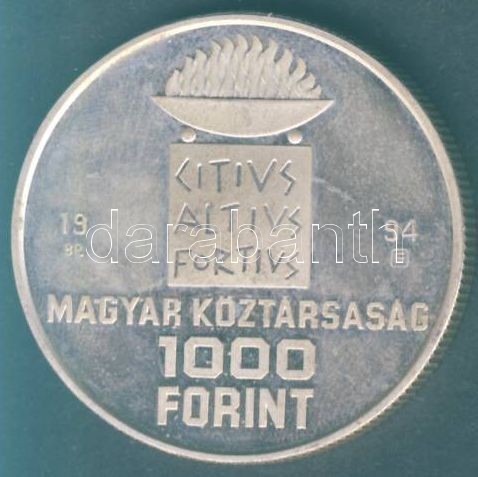 CITIVS
ALTIVS
FORTIVS
19 94
BP.
darabanth
MAGYAR KÖZTÁRSASÁG
1000
FORINT